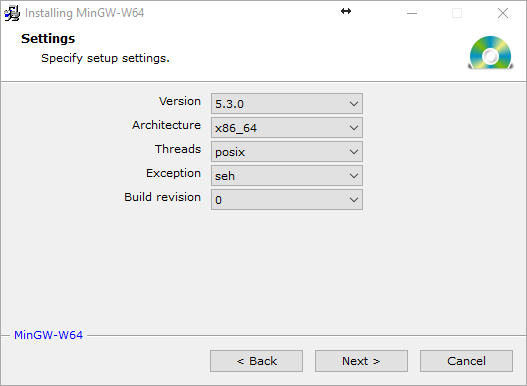 Installing MinGW-W64
Settings
Specify setup settings.
Version 5.3.0
Architecture x86_64
Threads posix
Exception seh
Build revision 0
MinGW-W64
< Back Next > Cancel